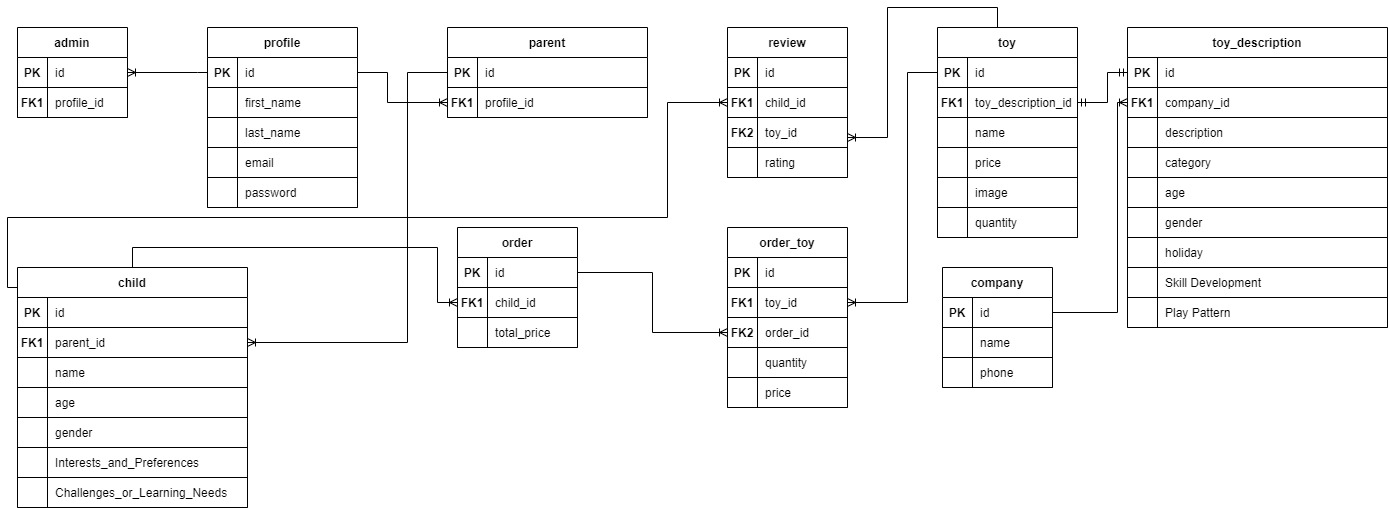 admin
PK id
FK1 profile_id
profile
PK id
first_name
last_name
email
password
parent
PK id
FK1 profile_id
review
PK id
FK1 child_id
FK2 toy_id
rating
toy
PK id
FK1 toy_description_id
name
price
image
quantity
toy_description
PK id
FK1 company_id
description
category
age
gender
holiday
Skill Development
Play Pattern
child
PK id
FK1 parent_id
name
age
gender
Interests_and_Preferences
Challenges_or_Learning_Needs
order
PK id
FK1 child_id
total_price
order_toy
PK id
FK1 toy_id
FK2 order_id
quantity
price
company
PK id
name
phone